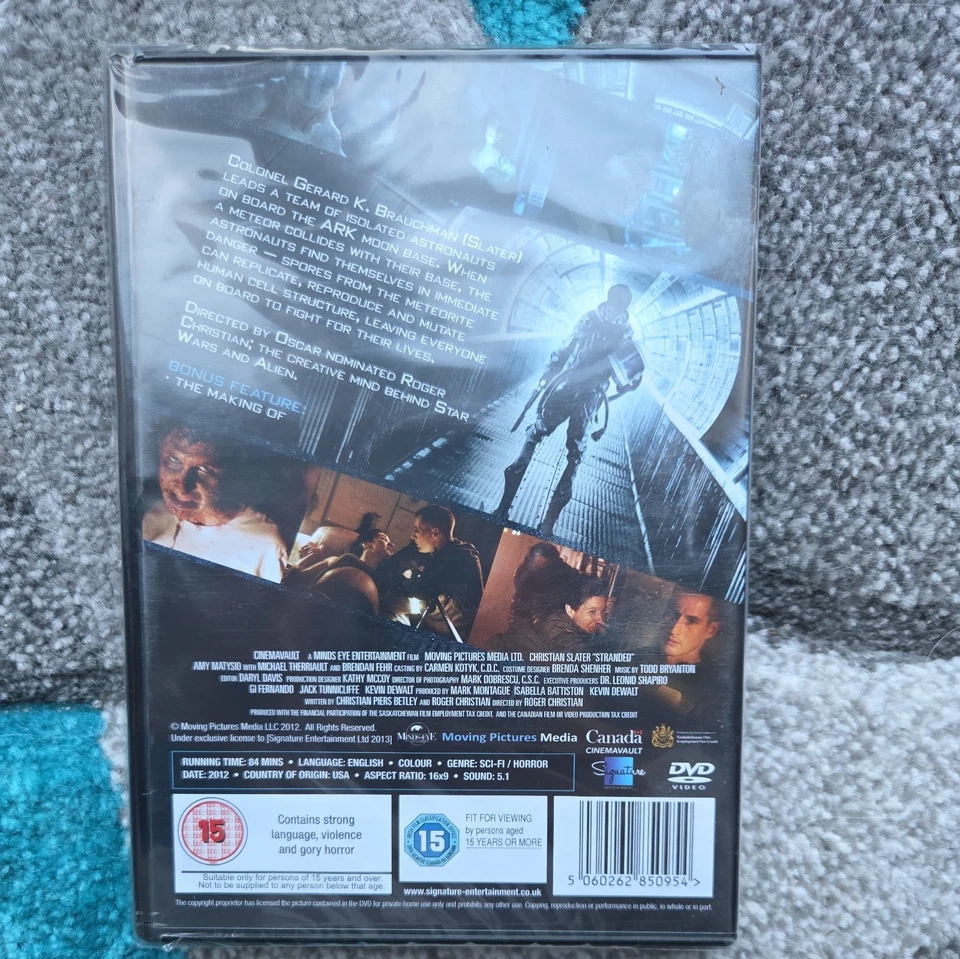 Colonel Gerard K. Brauchman (Slater)
leads a team of isolated astronauts
on board the ARK moon base. When
a meteor collides with their base, the
astronauts find themselves in immediate
danger – spores from the meteorite
can replicate, reproduce and mutate
human cell structure, leaving everyone
on board to fight for their lives.
Directed by Oscar nominated Roger
Christian; the creative mind behind Star
Wars and Alien.
BONUS FEATURE:
• THE MAKING OF
CINEMAVAULT A MINDS EYE ENTERTAINMENT FILM MOVING PICTURES MEDIA LTD. CHRISTIAN SLATER "STRANDED"
AMY MATYSIO WITH MICHAEL THERRIAULT AND BRENDAN FEHR CASTING BY CARMEN KOTYK, C.D.C. COSTUME DESIGNER BRENDA SHENHER MUSIC BY TODD BRYANTON
EDITOR DARYL DAVIS PRODUCTION DESIGNER KATHY MCCOY DIRECTOR OF PHOTOGRAPHY MARK DOBRESCU, C.S.C. EXECUTIVE PRODUCERS DR. LEONID SHAPIRO
GI FERNANDO JACK TUNNICLIFFE KEVIN DEWALT PRODUCED BY MARK MONTAGUE ISABELLA BATTISTON KEVIN DEWALT
WRITTEN BY CHRISTIAN PIERS BETLEY AND ROGER CHRISTIAN DIRECTED BY ROGER CHRISTIAN
PRODUCED WITH THE FINANCIAL PARTICIPATION OF THE SASKATCHEWAN FILM EMPLOYMENT TAX CREDIT. AND THE CANADIAN FILM OR VIDEO PRODUCTION TAX CREDIT
© Moving Pictures Media LLC 2012. All Rights Reserved.
Under exclusive license to [Signature Entertainment Ltd 2013]
MINDS EYE
Moving Pictures Media
Canada
CINEMAVAULT
RUNNING TIME: 84 MINS • LANGUAGE: ENGLISH • COLOUR • GENRE: SCI-FI / HORROR
DATE: 2012 • COUNTRY OF ORIGIN: USA • ASPECT RATIO: 16x9 • SOUND: 5.1
Signature
ENTERTAINMENT
DVD
VIDEO
15
Contains strong
language, violence
and gory horror
Suitable only for persons of 15 years and over.
Not to be supplied to any person below that age.
15
FIT FOR VIEWING
by persons aged
15 YEARS OR MORE
www.signature-entertainment.co.uk
5 060262 850954 >
The copyright proprietor has licensed the picture contained in the DVD for private home use only and prohibits any other use. Copying, reproduction or performance in public, in whole or in part.